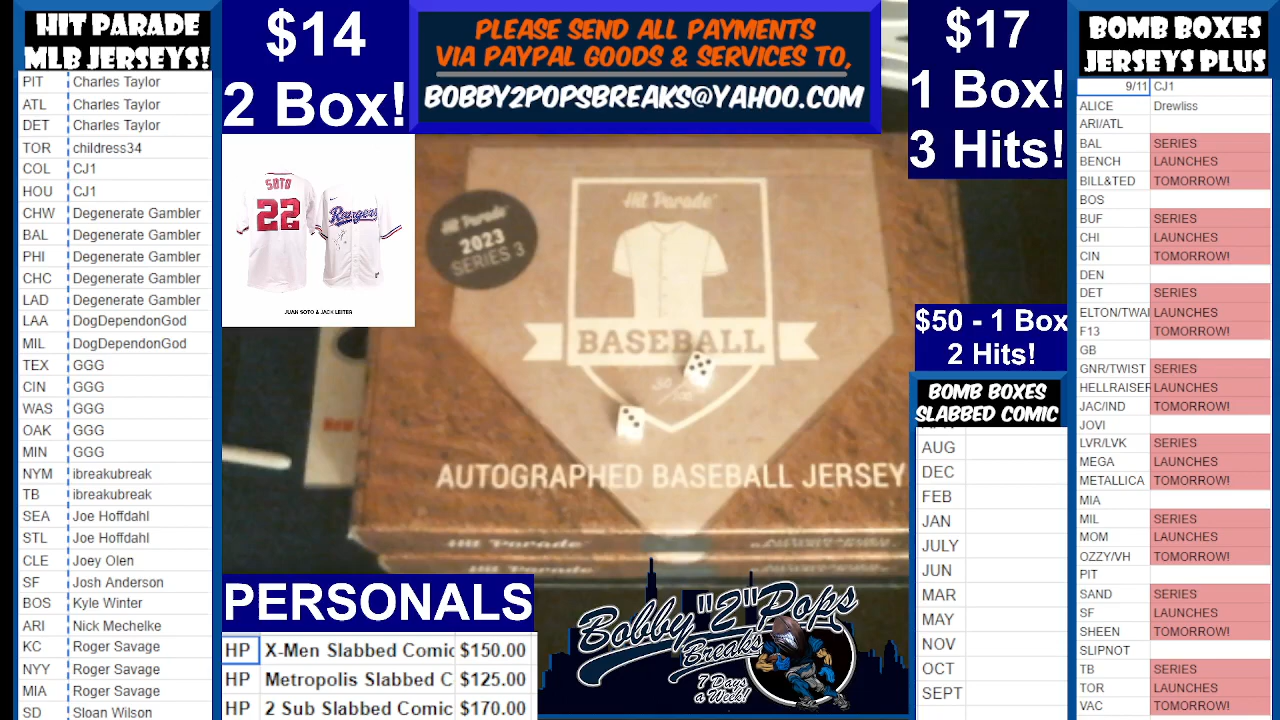 HIT PARADE
MLB JERSEYS!
PIT Charles Taylor
ATL Charles Taylor
DET Charles Taylor
TOR childress34
COL CJ1
HOU CJ1
CHW Degenerate Gambler
BAL Degenerate Gambler
PHI Degenerate Gambler
CHC Degenerate Gambler
LAD Degenerate Gambler
LAA DogDependonGod
MIL DogDependonGod
TEX GGG
CIN GGG
WAS GGG
OAK GGG
MIN GGG
NYM ibreakubreak
TB ibreakubreak
SEA Joe Hoffdahl
STL Joe Hoffdahl
CLE Joey Olen
SF Josh Anderson
BOS Kyle Winter
ARI Nick Mechelke
KC Roger Savage
NYY Roger Savage
MIA Roger Savage
SD Sloan Wilson
$14
2 Box!
PLEASE SEND ALL PAYMENTS
VIA PAYPAL GOODS & SERVICES TO,
BOBBY2POPSBREAKS@YAHOO.COM
SOTO
22
Rangers
JUAN SOTO & JACK LEITER
Hit Parade
2023
SERIES 3
Hit Parade
BASEBALL
AUTOGRAPHED BASEBALL JERSEY
Hit Parade
PERSONALS
HP X-Men Slabbed Comic $150.00
HP Metropolis Slabbed C $125.00
HP 2 Sub Slabbed Comic $170.00
Bobby "2" Pops
Breaks
7 Days
a Week!
$17
1 Box!
3 Hits!
$50 - 1 Box
2 Hits!
BOMB BOXES
SLABBED COMIC
AUG
DEC
FEB
JAN
JULY
JUN
MAR
MAY
NOV
OCT
SEPT
BOMB BOXES
JERSEYS PLUS
9/11 CJ1
ALICE Drewliss
ARI/ATL
BAL SERIES
BENCH LAUNCHES
BILL&TED TOMORROW!
BOS
BUF SERIES
CHI LAUNCHES
CIN TOMORROW!
DEN
DET SERIES
ELTON/TWAI LAUNCHES
F13 TOMORROW!
GB
GNR/TWIST SERIES
HELLRAISER LAUNCHES
JAC/IND TOMORROW!
JOVI
LVR/LVK SERIES
MEGA LAUNCHES
METALLICA TOMORROW!
MIA
MIL SERIES
MOM LAUNCHES
OZZY/VH TOMORROW!
PIT
SAND SERIES
SF LAUNCHES
SHEEN TOMORROW!
SLIPNOT
TB SERIES
TOR LAUNCHES
VAC TOMORROW!